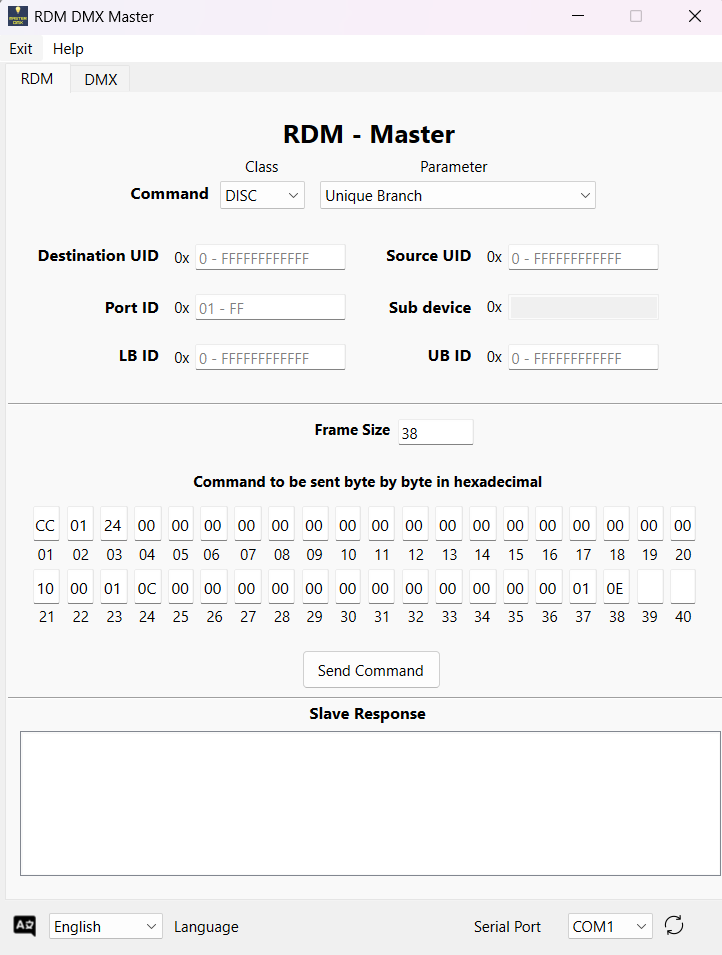 RDM DMX Master
Exit Help
RDM DMX
RDM - Master
Class Parameter
Command DISC Unique Branch
Destination UID 0x 0 - FFFFFFFFFFFF Source UID 0x 0 - FFFFFFFFFFFF
Port ID 0x 01 - FF Sub device 0x
LB ID 0x 0 - FFFFFFFFFFFF UB ID 0x 0 - FFFFFFFFFFFF
Frame Size 38
Command to be sent byte by byte in hexadecimal
CC 01 24 00 00 00 00 00 00 00 00 00 00 00 00 00 00 00 00 00
01 02 03 04 05 06 07 08 09 10 11 12 13 14 15 16 17 18 19 20
10 00 01 0C 00 00 00 00 00 00 00 00 00 00 00 00 01 0E
21 22 23 24 25 26 27 28 29 30 31 32 33 34 35 36 37 38 39 40
Send Command
Slave Response
English Language Serial Port COM1